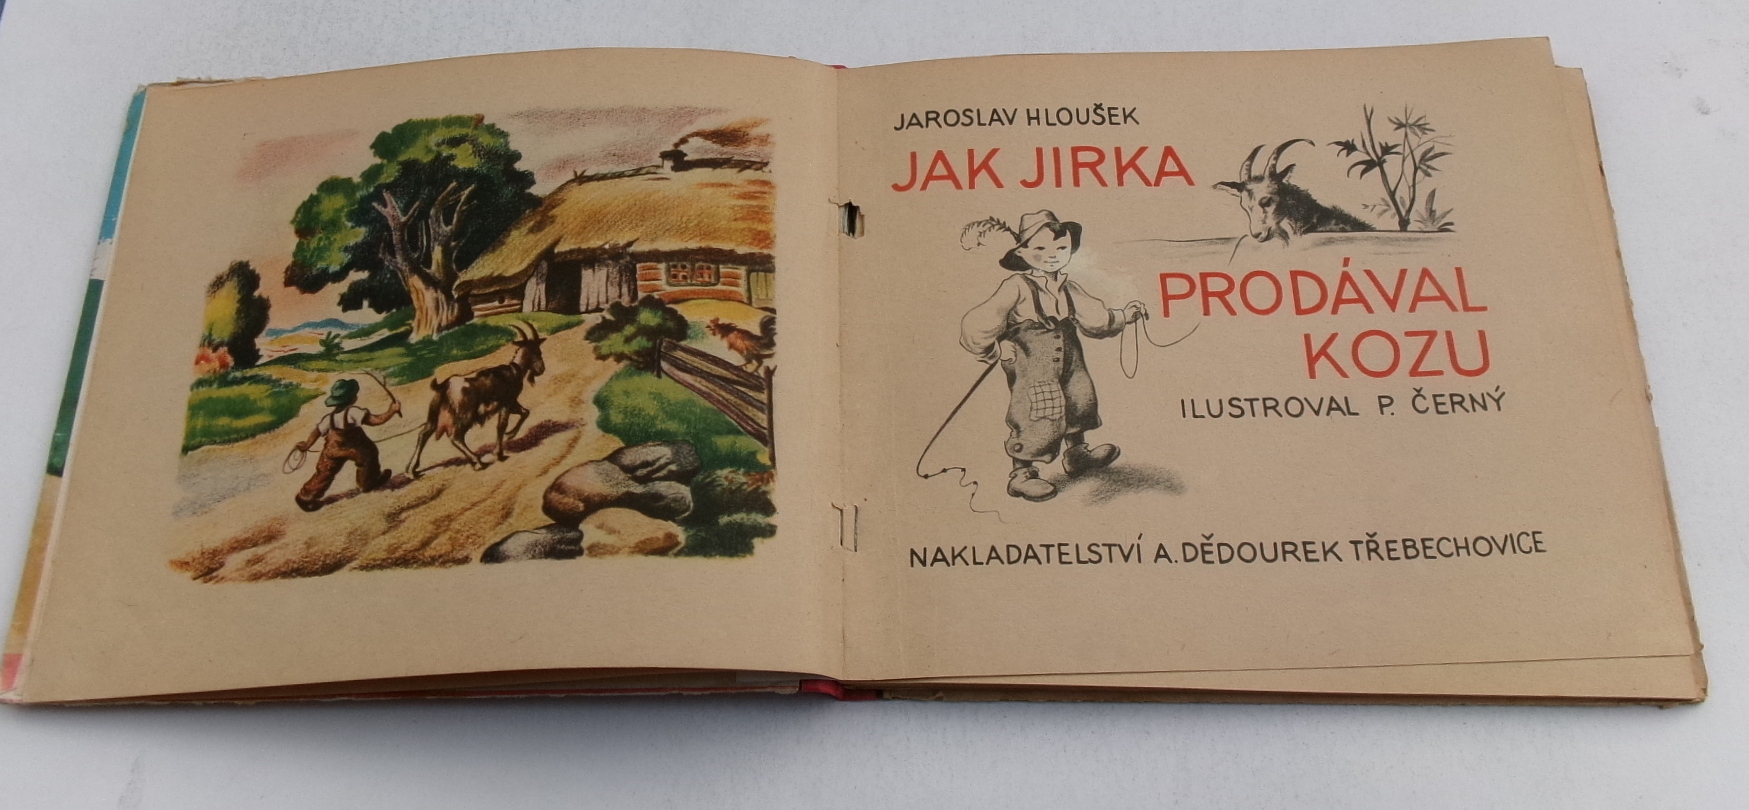 JAROSLAV HLOUŠEK
JAK JIRKA
PRODÁVAL
KOZU
ILUSTROVAL P. ČERNÝ
NAKLADATELSTVÍ A. DĚDOUREK TŘEBECHOVICE